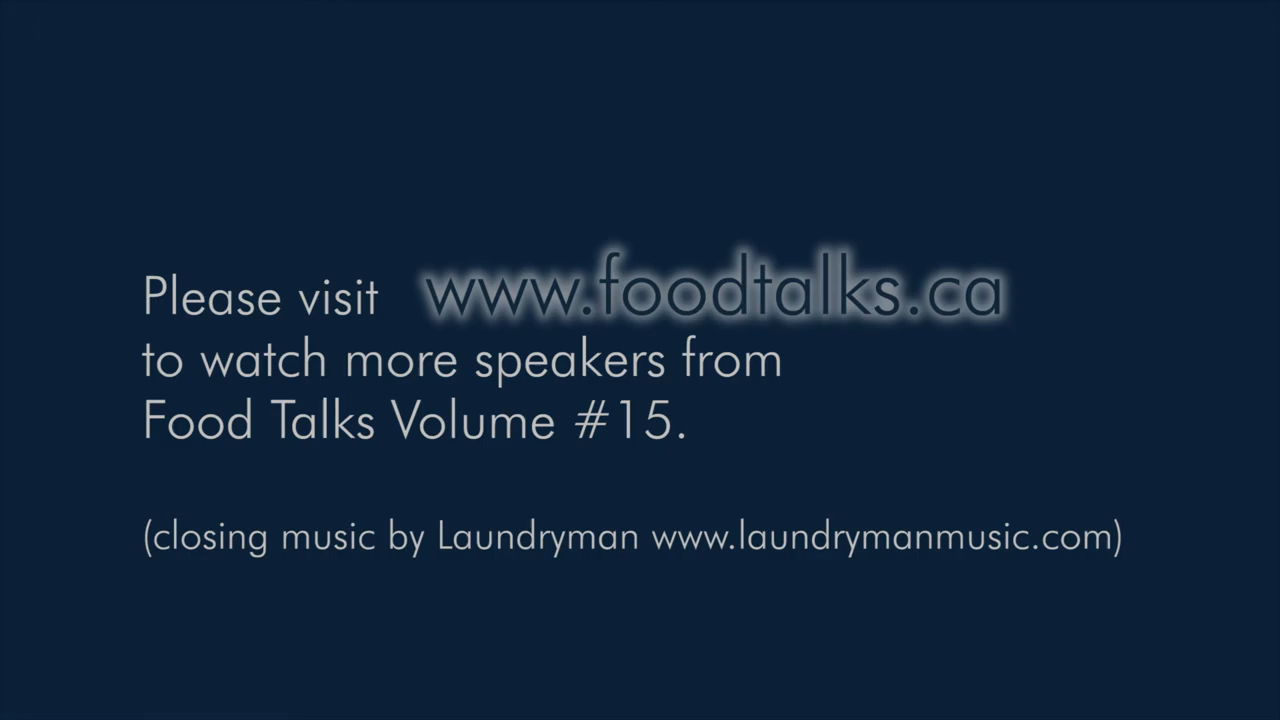 Please visit www.foodtalks.ca
to watch more speakers from
Food Talks Volume #15.
(closing music by Laundryman www.laundrymanmusic.com)